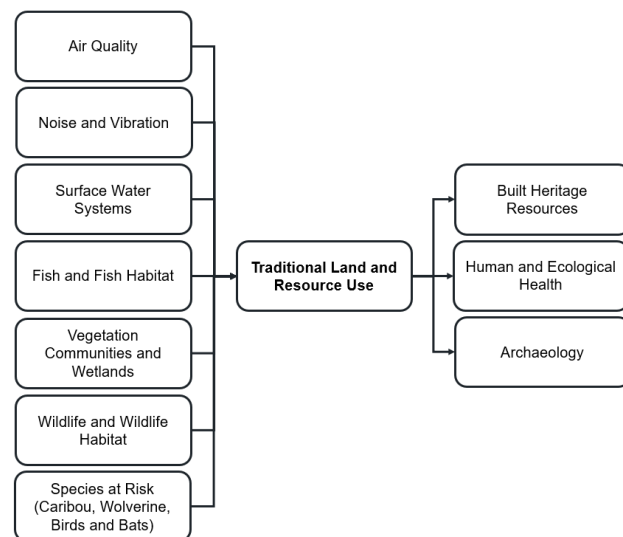 Air Quality
Noise and Vibration
Surface Water
Systems
Fish and Fish Habitat
Vegetation
Communities and
Wetlands
Wildlife and Wildlife
Habitat
Species at Risk
(Caribou, Wolverine,
Birds and Bats)
Traditional Land and
Resource Use
Built Heritage
Resources
Human and Ecological
Health
Archaeology